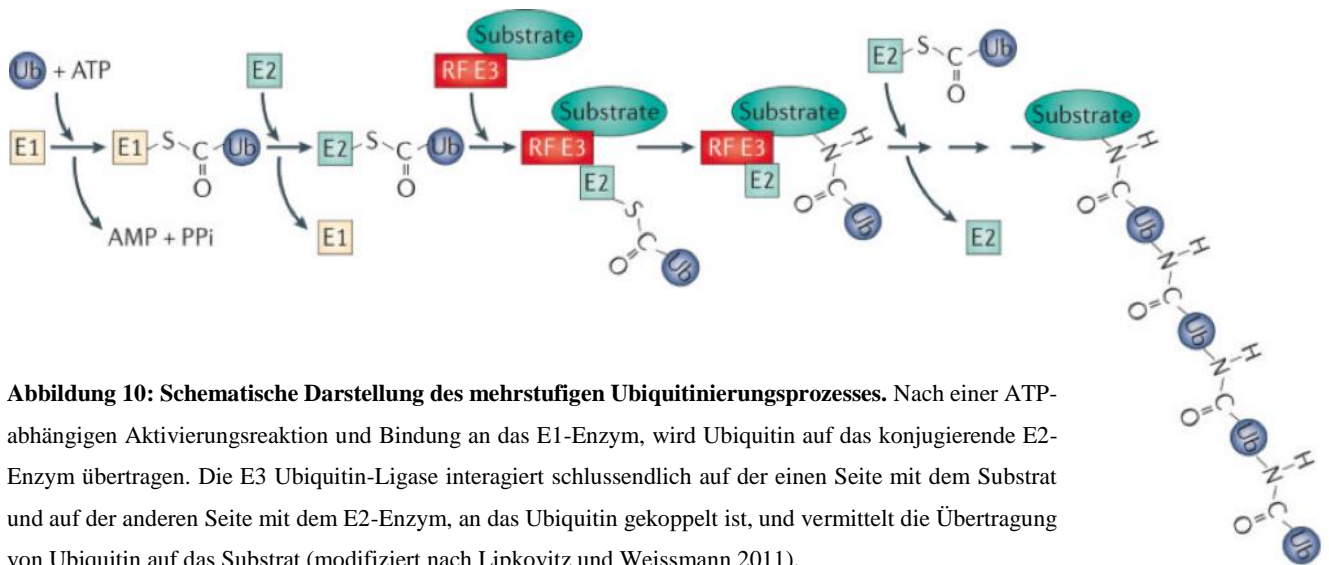 Substrate
Ub + ATP
E2
RF E3
E2 S C Ub
O
Substrate
Substrate
Substrate
E1
E1 S C Ub
O
E2 S C Ub
O
RF E3
E2
S
C
O
Ub
RF E3
E2
N H
C
O
Ub
N H
C
O
Ub
AMP + PPi
E1
E2
N H
C
O
Ub
N H
C
O
Ub
N H
C
O
Ub
Abbildung 10: Schematische Darstellung des mehrstufigen Ubiquitinierungsprozesses. Nach einer ATP-
abhängigen Aktivierungsreaktion und Bindung an das E1-Enzym, wird Ubiquitin auf das konjugierende E2-
Enzym übertragen. Die E3 Ubiquitin-Ligase interagiert schlussendlich auf der einen Seite mit dem Substrat
und auf der anderen Seite mit dem E2-Enzym, an das Ubiquitin gekoppelt ist, und vermittelt die Übertragung
von Ubiquitin auf das Substrat (modifiziert nach Lipkovitz und Weissmann 2011).